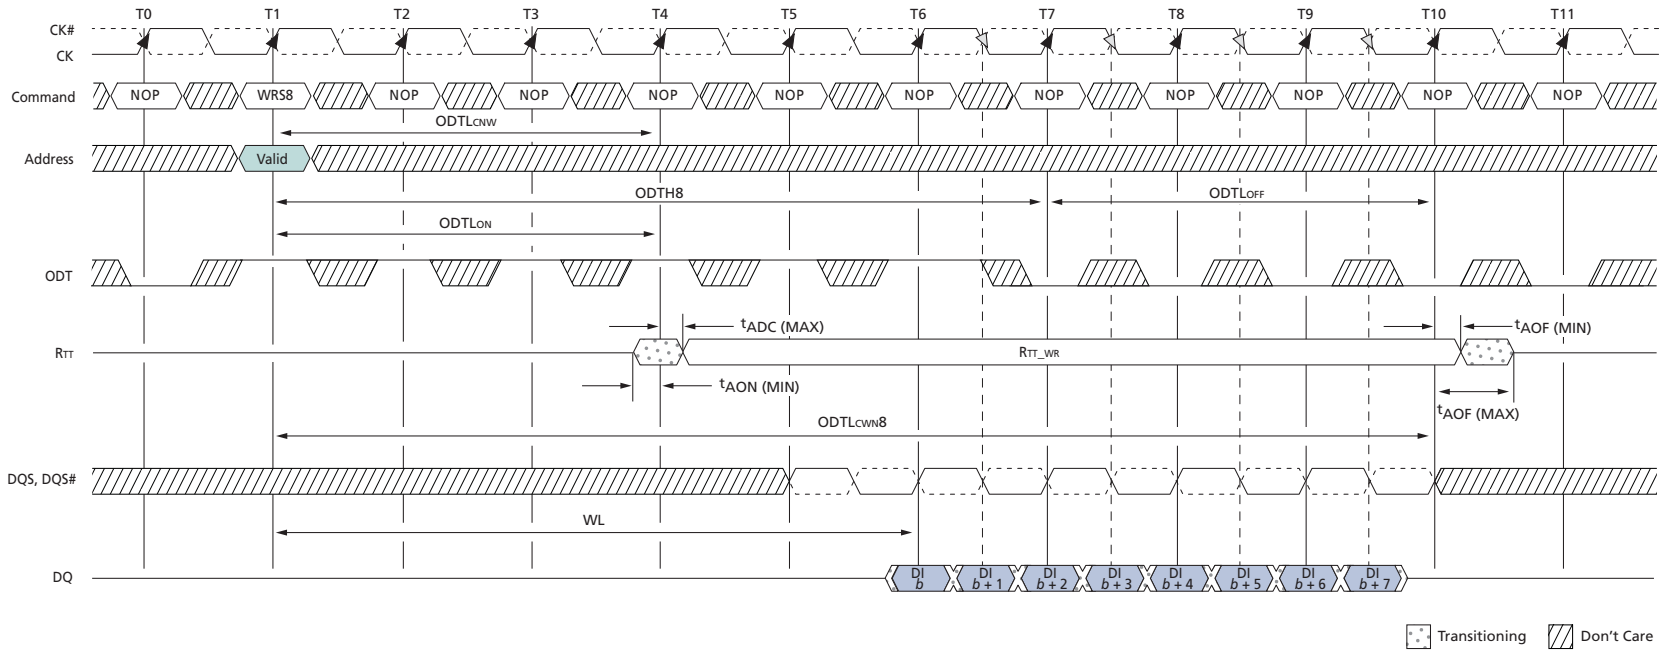 T0 T1 T2 T3 T4 T5 T6 T7 T8 T9 T10 T11
CK#
CK
Command NOP WRS8 NOP NOP NOP NOP NOP NOP NOP NOP NOP NOP
ODTLCNW
Address Valid
ODTH8 ODTLOFF
ODTLON
ODT
tADC (MAX) tAOF (MIN)
RTT RTT_WR
tAON (MIN)
tAOF (MAX)
ODTLCWN8
DQS, DQS#
WL
DQ
DI b
DI b + 1
DI b + 2
DI b + 3
DI b + 4
DI b + 5
DI b + 6
DI b + 7
Transitioning Don't Care